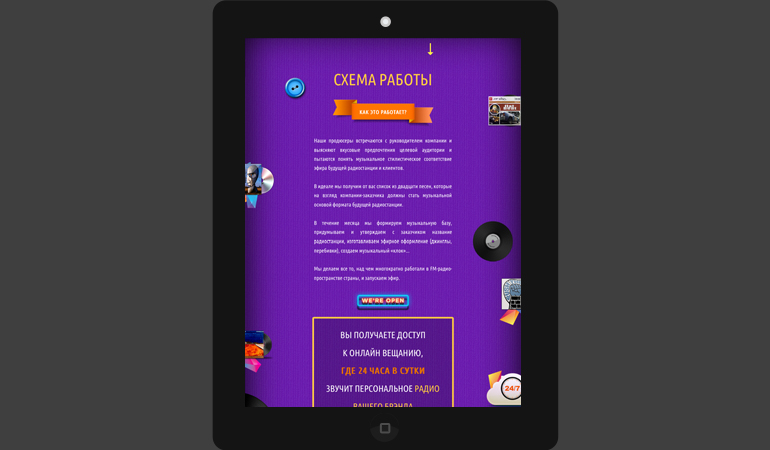 СХЕМА РАБОТЫ
КАК ЭТО РАБОТАЕТ?
Наши продюсеры встречаются с руководителем компании и
выясняют вкусовые предпочтения целевой аудитории и
пытаются понять музыкальное стилистическое соответствие
эфира будущей радиостанции и клиентов.
В идеале мы получим от вас список из двадцати песен, которые
на взгляд компании-заказчика должны стать музыкальной
основой формата будущей радиостанции.
В течение месяца мы формируем музыкальную базу,
придумываем и утверждаем с заказчиком название
радиостанции, изготавливаем эфирное оформление (джинглы,
перебивки), создаем музыкальный «клок»...
Мы делаем все то, над чем многократно работали в FM-радио-
пространстве страны, и запускаем эфир.
WE'RE OPEN
ВЫ ПОЛУЧАЕТЕ ДОСТУП
К ОНЛАЙН ВЕЩАНИЮ,
ГДЕ 24 ЧАСА В СУТКИ
24/7
ЗВУЧИТ ПЕРСОНАЛЬНОЕ РАДИО
ВАШЕГО БРЭНДА